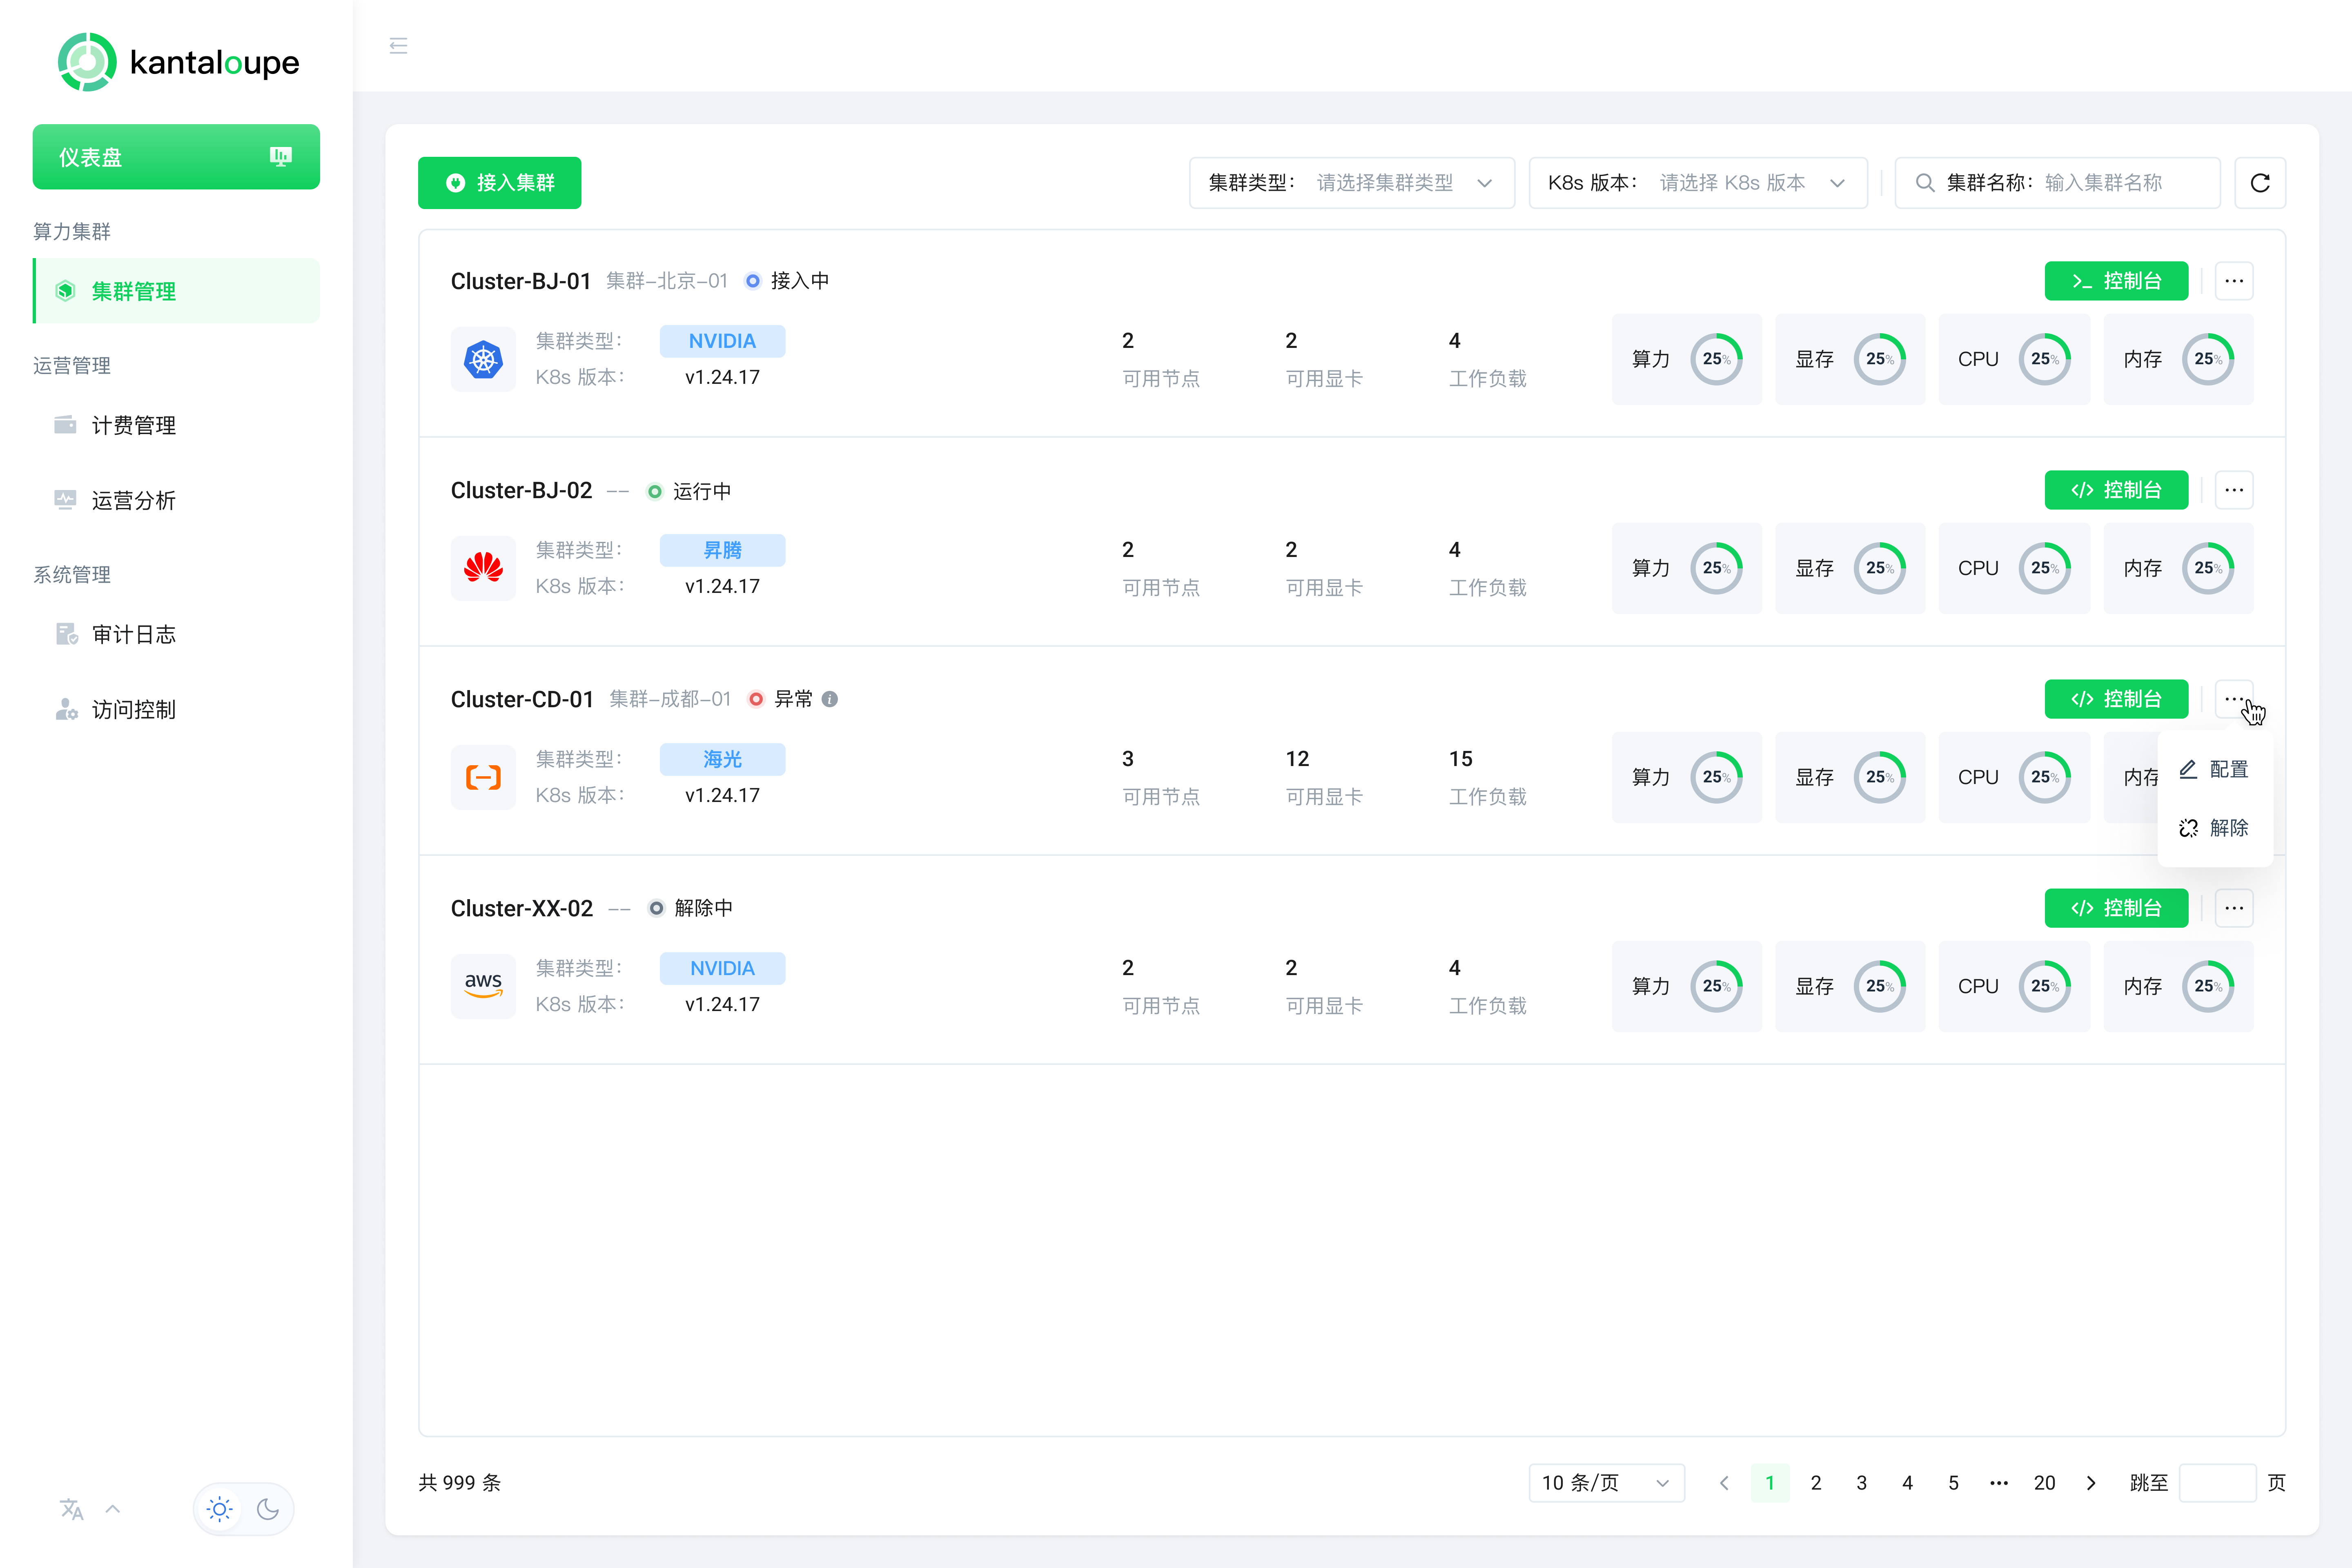 kantaloupe
仪表盘
算力集群
集群管理
运营管理
计费管理
运营分析
系统管理
审计日志
访问控制
接入集群
集群类型： 请选择集群类型
K8s 版本： 请选择 K8s 版本
集群名称： 输入集群名称
Cluster-BJ-01 集群-北京-01 接入中
控制台
集群类型： NVIDIA
K8s 版本： v1.24.17
2 2 4
可用节点 可用显卡 工作负载
算力 25% 显存 25% CPU 25% 内存 25%
Cluster-BJ-02 -- 运行中
控制台
集群类型： 昇腾
K8s 版本： v1.24.17
2 2 4
可用节点 可用显卡 工作负载
算力 25% 显存 25% CPU 25% 内存 25%
Cluster-CD-01 集群-成都-01 异常
控制台
集群类型： 海光
K8s 版本： v1.24.17
3 12 15
可用节点 可用显卡 工作负载
算力 25% 显存 25% CPU 25% 内存
配置
解除
Cluster-XX-02 -- 解除中
控制台
aws
集群类型： NVIDIA
K8s 版本： v1.24.17
2 2 4
可用节点 可用显卡 工作负载
算力 25% 显存 25% CPU 25% 内存 25%
共 999 条
10 条/页 1 2 3 4 5 ••• 20 跳至 页